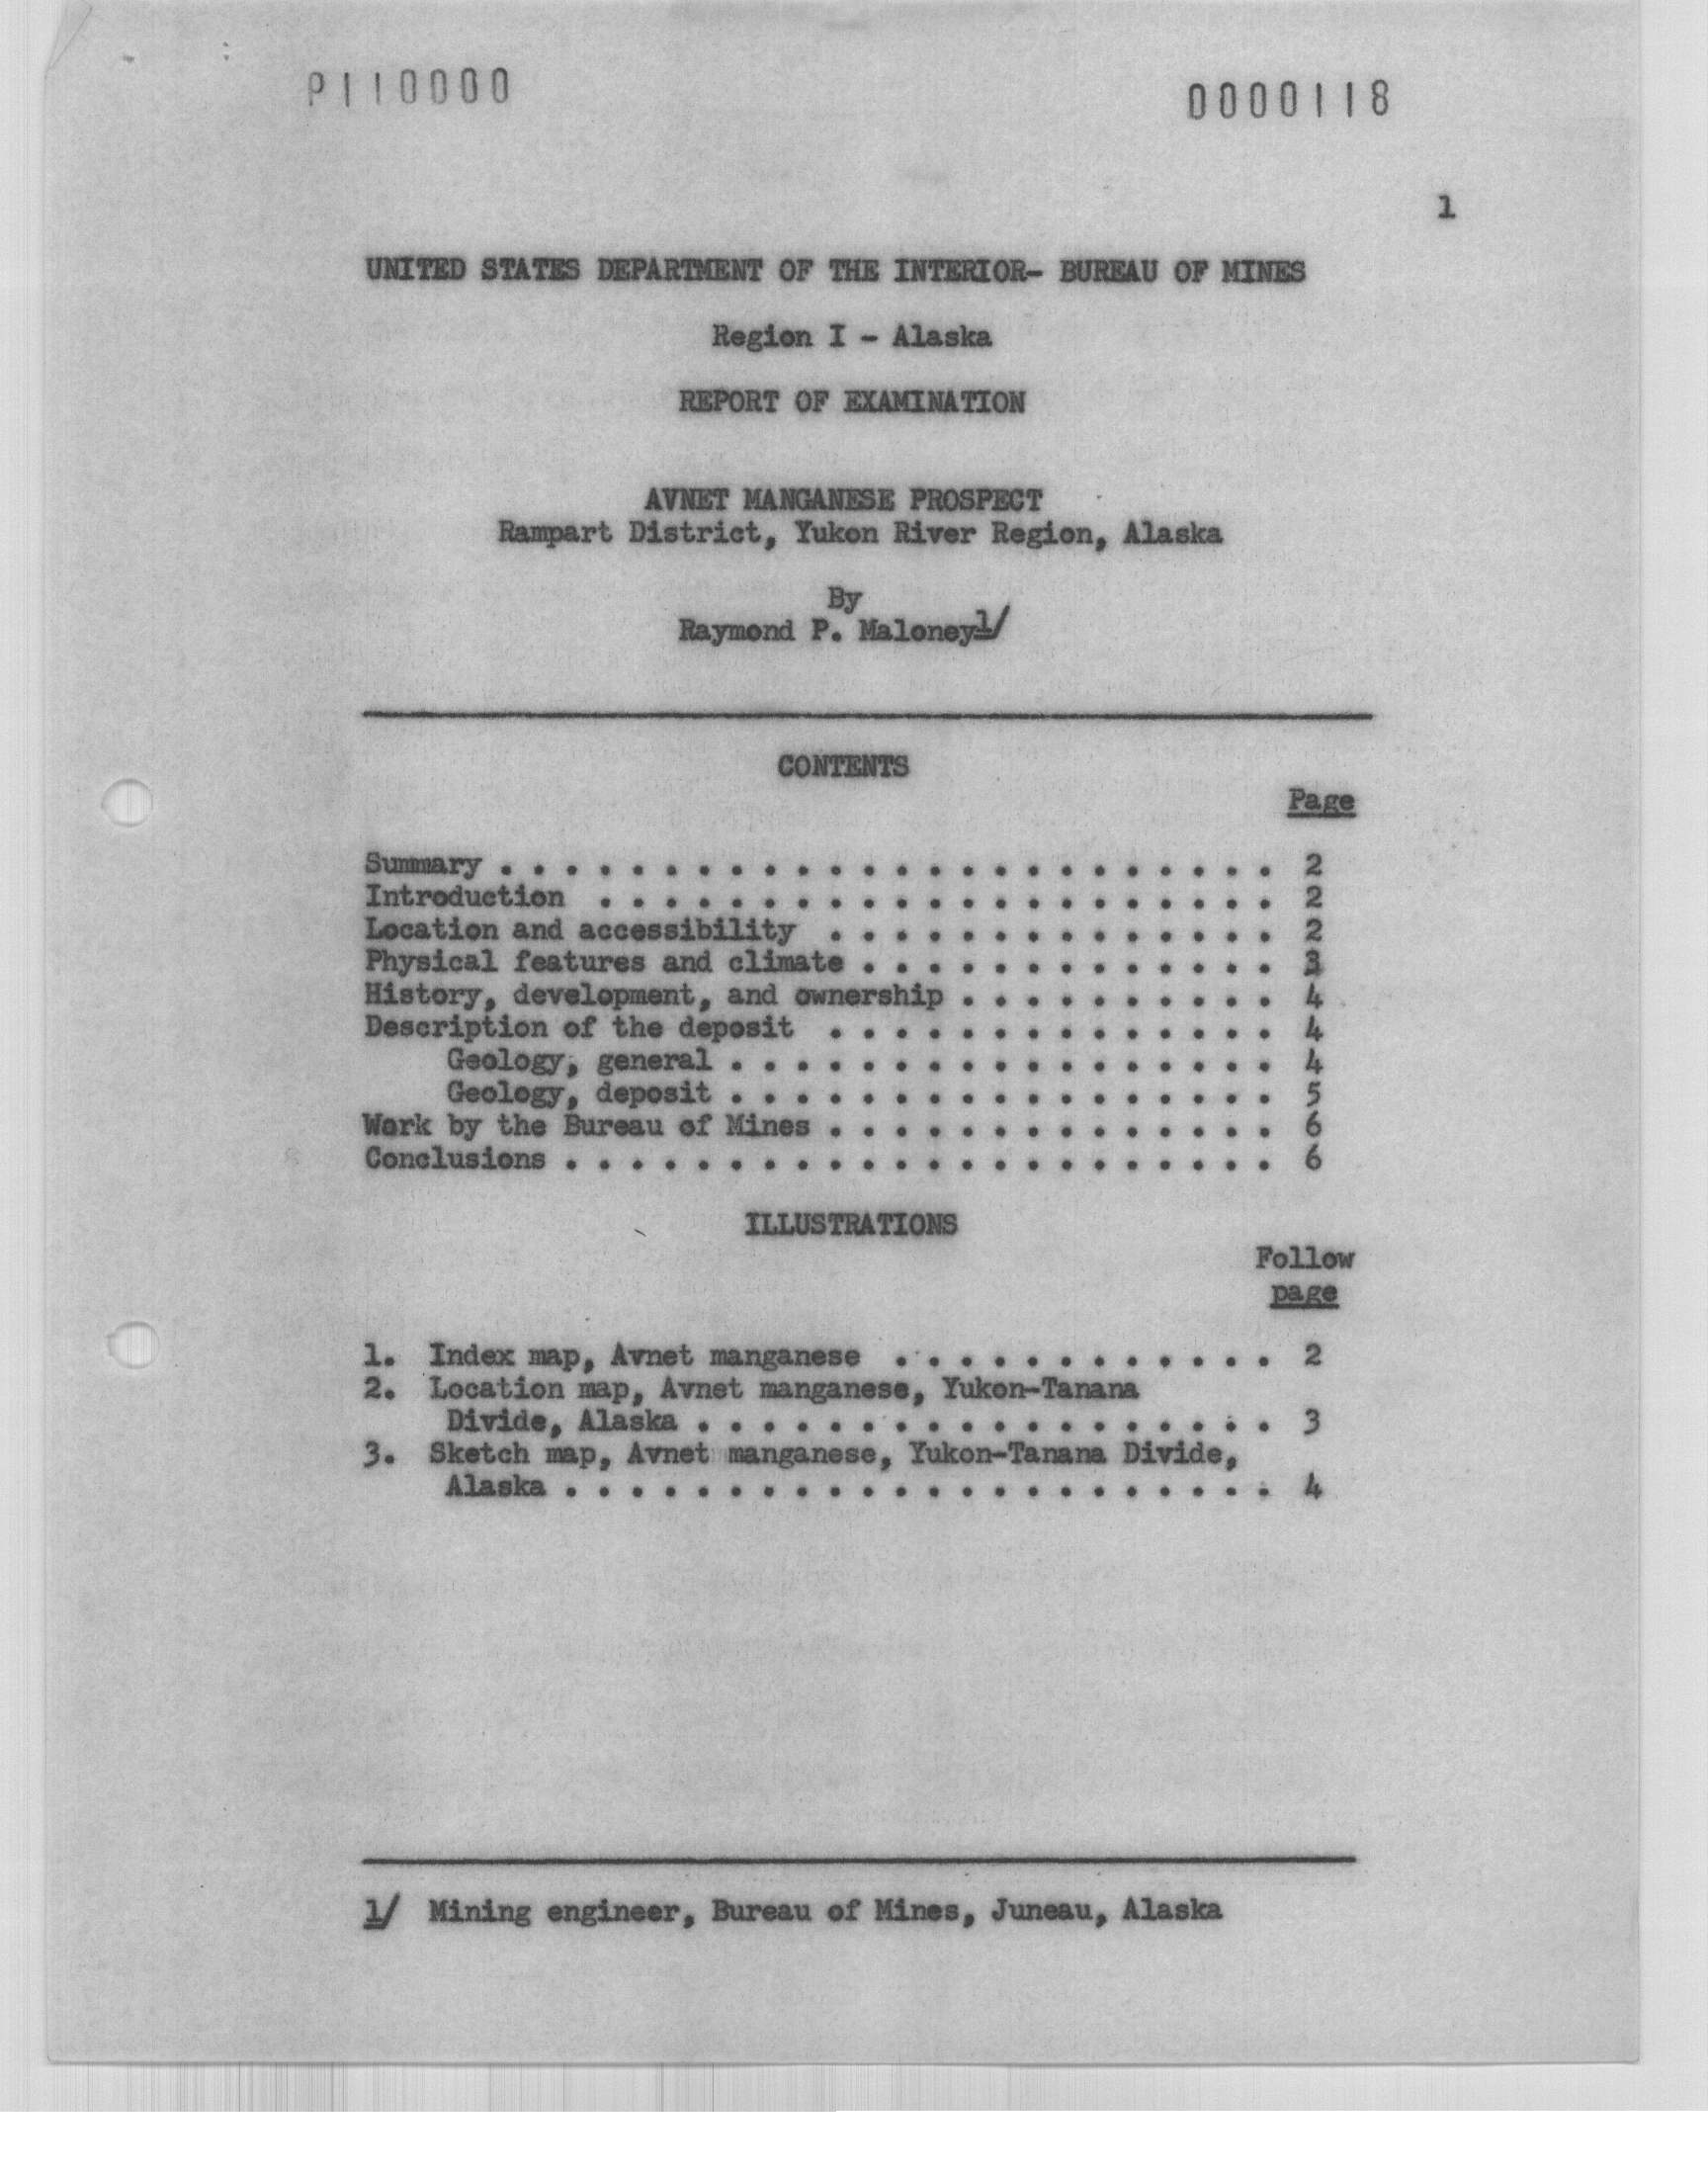 P110000
0000118
1
UNITED STATES DEPARTMENT OF THE INTERIOR- BUREAU OF MINES
Region I - Alaska
REPORT OF EXAMINATION
AVNET MANGANESE PROSPECT
Rampart District, Yukon River Region, Alaska
By
Raymond P. Maloney1/
CONTENTS
Page
Summary . . . . . . . . . . . . . . . . . . . . . . . . 2
Introduction . . . . . . . . . . . . . . . . . . . . . 2
Location and accessibility . . . . . . . . . . . . . . 2
Physical features and climate . . . . . . . . . . . . . 3
History, development, and ownership . . . . . . . . . . 4
Description of the deposit . . . . . . . . . . . . . . 4
Geology, general . . . . . . . . . . . . . . . . . 4
Geology, deposit . . . . . . . . . . . . . . . . . 5
Work by the Bureau of Mines . . . . . . . . . . . . . . 6
Conclusions . . . . . . . . . . . . . . . . . . . . . . 6
ILLUSTRATIONS
Follow
page
1. Index map, Avnet manganese . . . . . . . . . . . . 2
2. Location map, Avnet manganese, Yukon-Tanana
Divide, Alaska . . . . . . . . . . . . . . . . . . 3
3. Sketch map, Avnet manganese, Yukon-Tanana Divide,
Alaska . . . . . . . . . . . . . . . . . . . . . . 4
1/ Mining engineer, Bureau of Mines, Juneau, Alaska